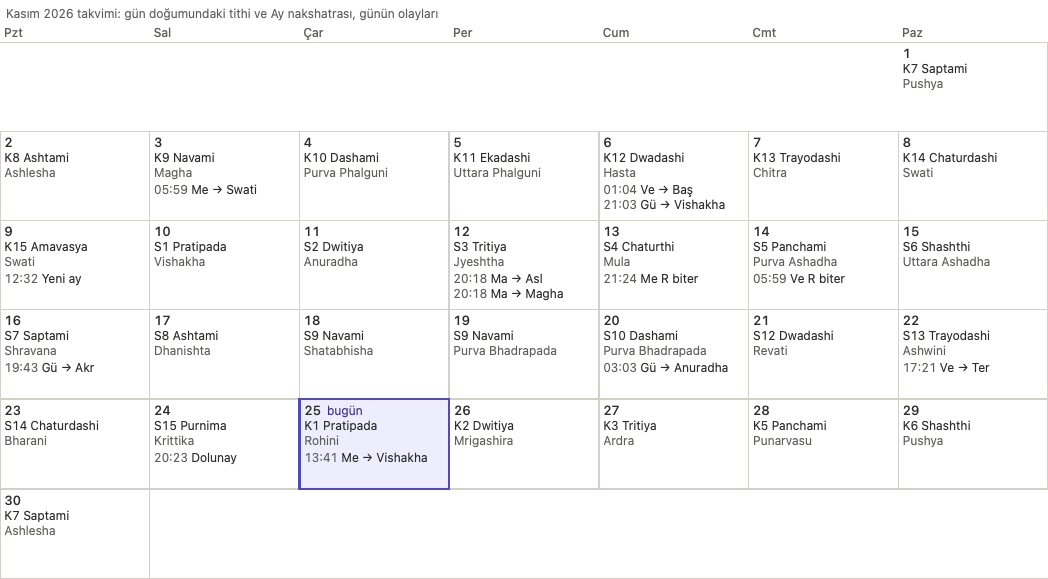 Kasım 2026 takvimi: gün doğumundaki tithi ve Ay nakshatrası, günün olayları
Pzt Sal Çar Per Cum Cmt Paz
1
K7 Saptami
Pushya
2
K8 Ashtami
Ashlesha
3
K9 Navami
Magha
05:59 Me → Swati
4
K10 Dashami
Purva Phalguni
5
K11 Ekadashi
Uttara Phalguni
6
K12 Dwadashi
Hasta
01:04 Ve → Baş
21:03 Gü → Vishakha
7
K13 Trayodashi
Chitra
8
K14 Chaturdashi
Swati
9
K15 Amavasya
Swati
12:32 Yeni ay
10
S1 Pratipada
Vishakha
11
S2 Dwitiya
Anuradha
12
S3 Tritiya
Jyeshtha
20:18 Ma → Asl
20:18 Ma → Magha
13
S4 Chaturthi
Mula
21:24 Me R biter
14
S5 Panchami
Purva Ashadha
05:59 Ve R biter
15
S6 Shashthi
Uttara Ashadha
16
S7 Saptami
Shravana
19:43 Gü → Akr
17
S8 Ashtami
Dhanishta
18
S9 Navami
Shatabhisha
19
S9 Navami
Purva Bhadrapada
20
S10 Dashami
Purva Bhadrapada
03:03 Gü → Anuradha
21
S12 Dwadashi
Revati
22
S13 Trayodashi
Ashwini
17:21 Ve → Ter
23
S14 Chaturdashi
Bharani
24
S15 Purnima
Krittika
20:23 Dolunay
25 bugün
K1 Pratipada
Rohini
13:41 Me → Vishakha
26
K2 Dwitiya
Mrigashira
27
K3 Tritiya
Ardra
28
K5 Panchami
Punarvasu
29
K6 Shashthi
Pushya
30
K7 Saptami
Ashlesha